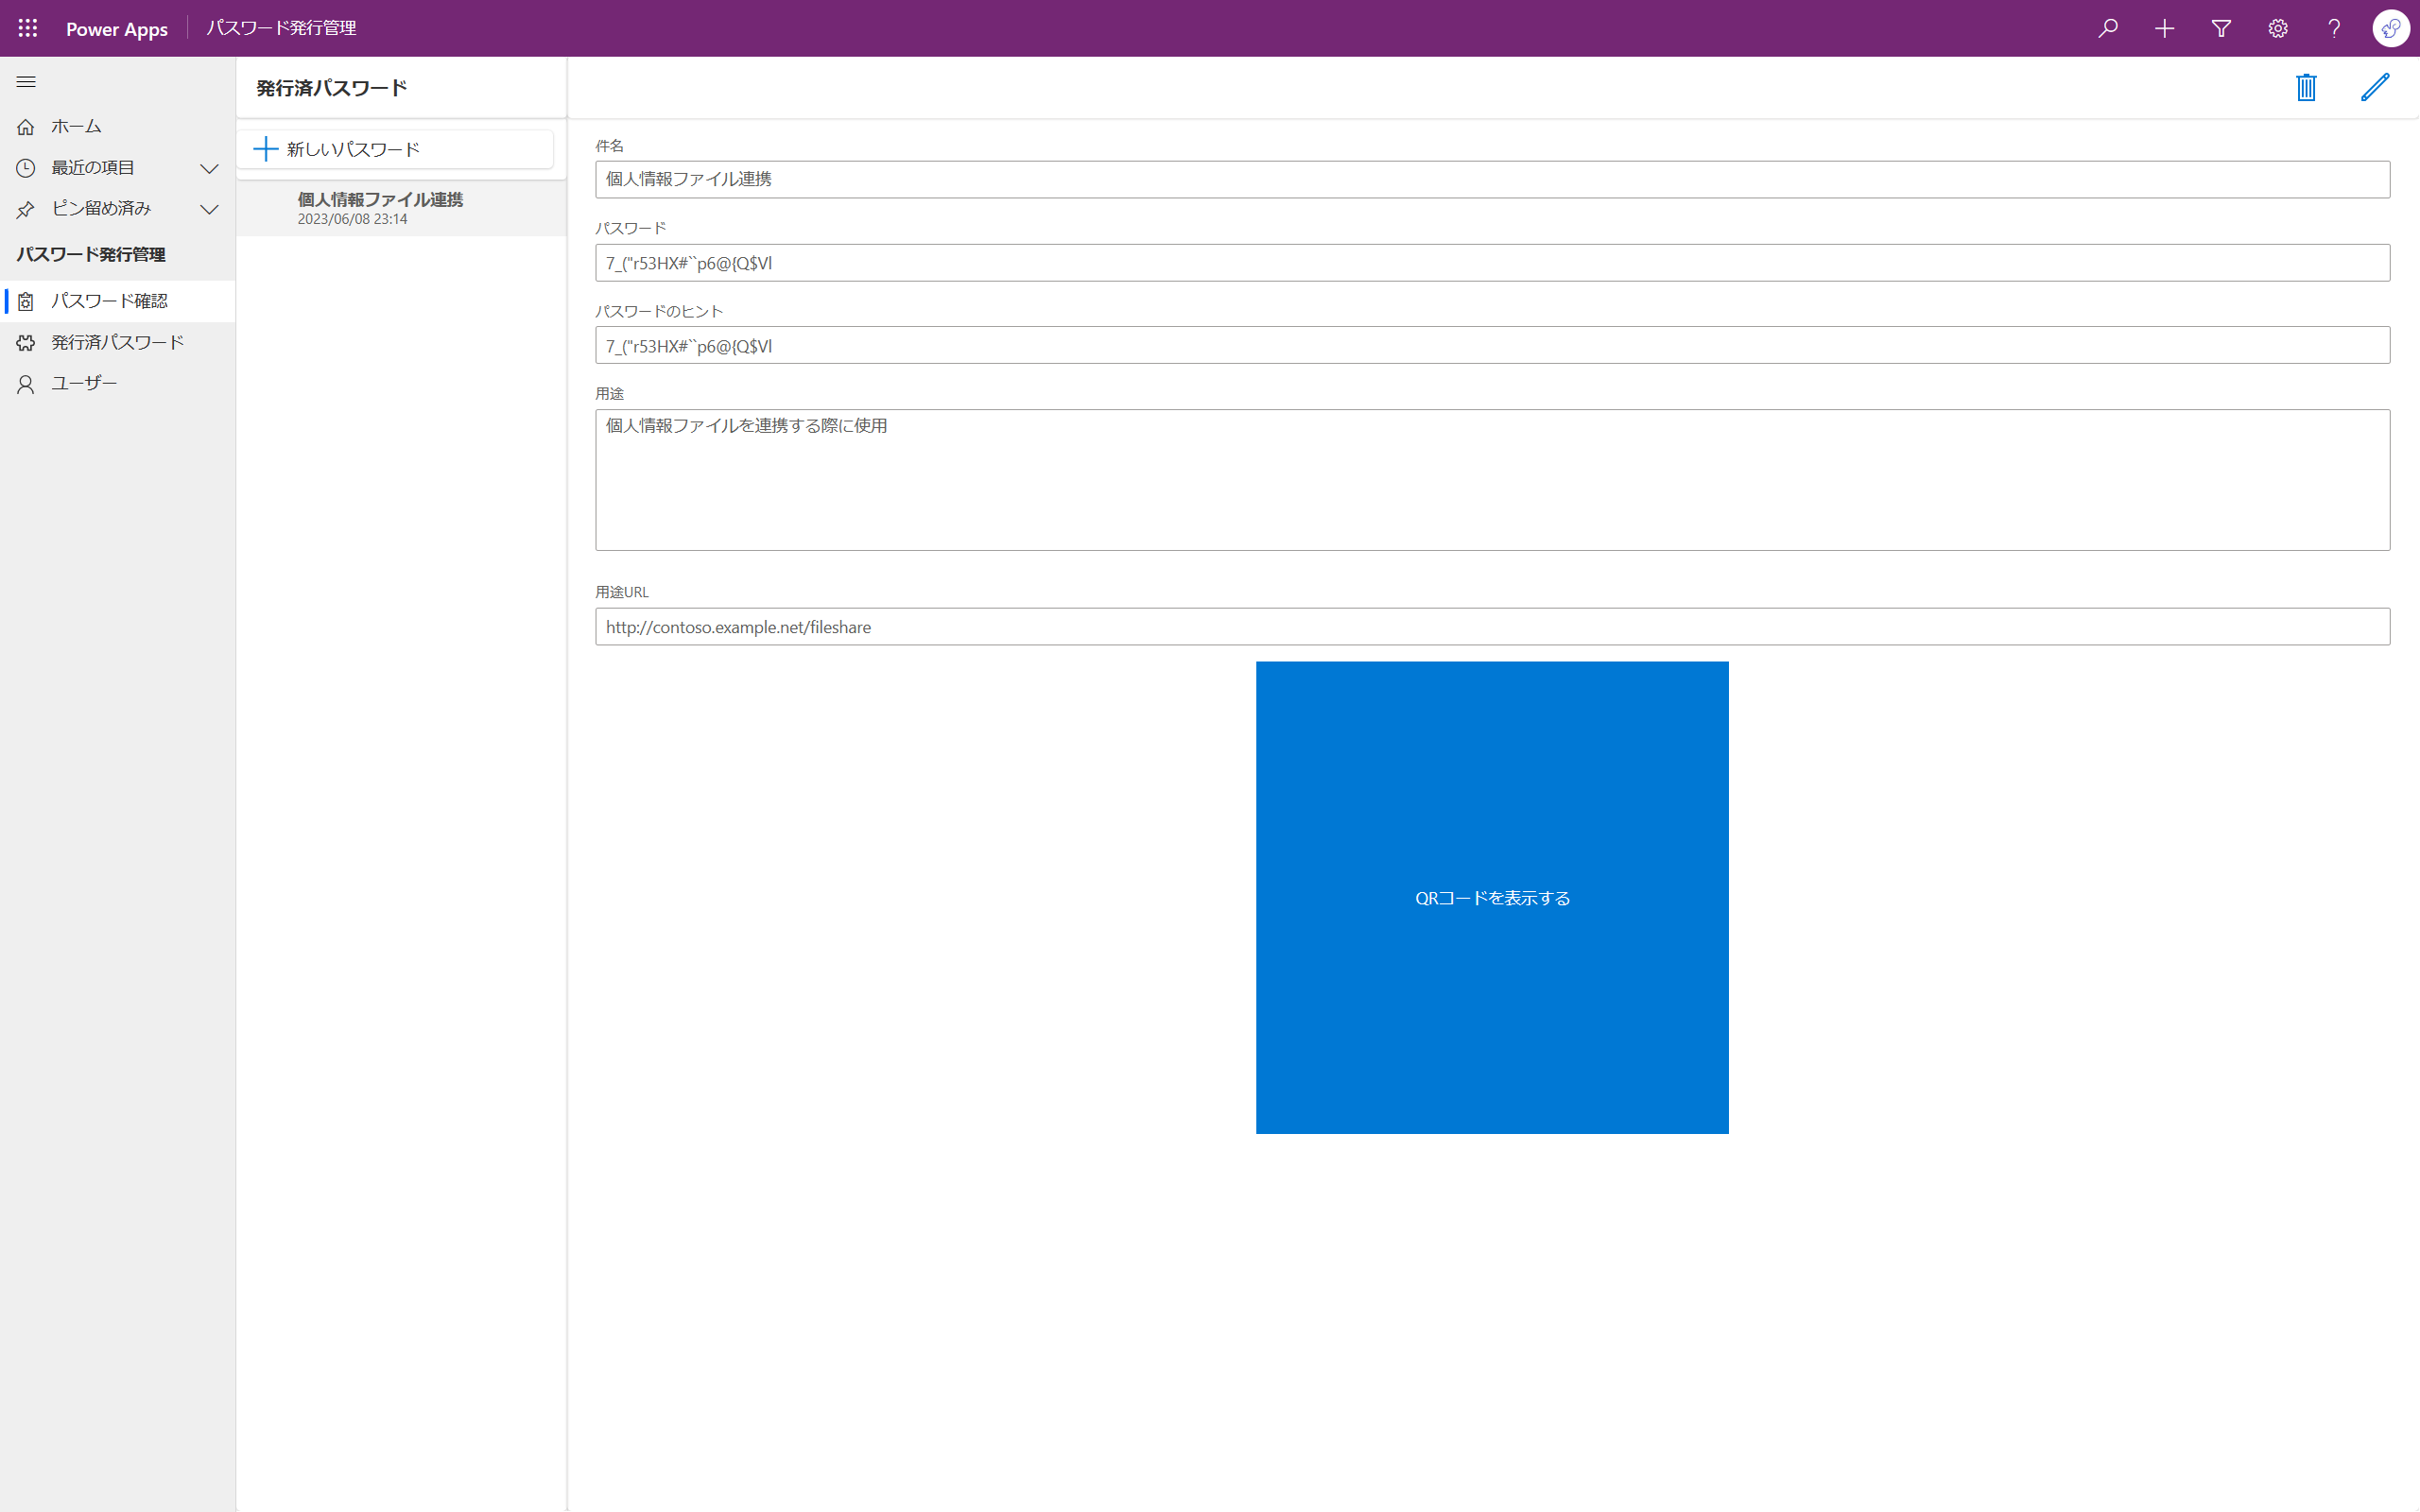 Power Apps
パスワード発行管理
ホーム
最近の項目
ピン留め済み
パスワード発行管理
パスワード確認
発行済パスワード
ユーザー
発行済パスワード
新しいパスワード
個人情報ファイル連携
2023/06/08 23:14
件名
個人情報ファイル連携
パスワード
7_("r53HX#``p6@{Q$Vl
パスワードのヒント
7_("r53HX#``p6@{Q$Vl
用途
個人情報ファイルを連携する際に使用
用途URL
http://contoso.example.net/fileshare
QRコードを表示する